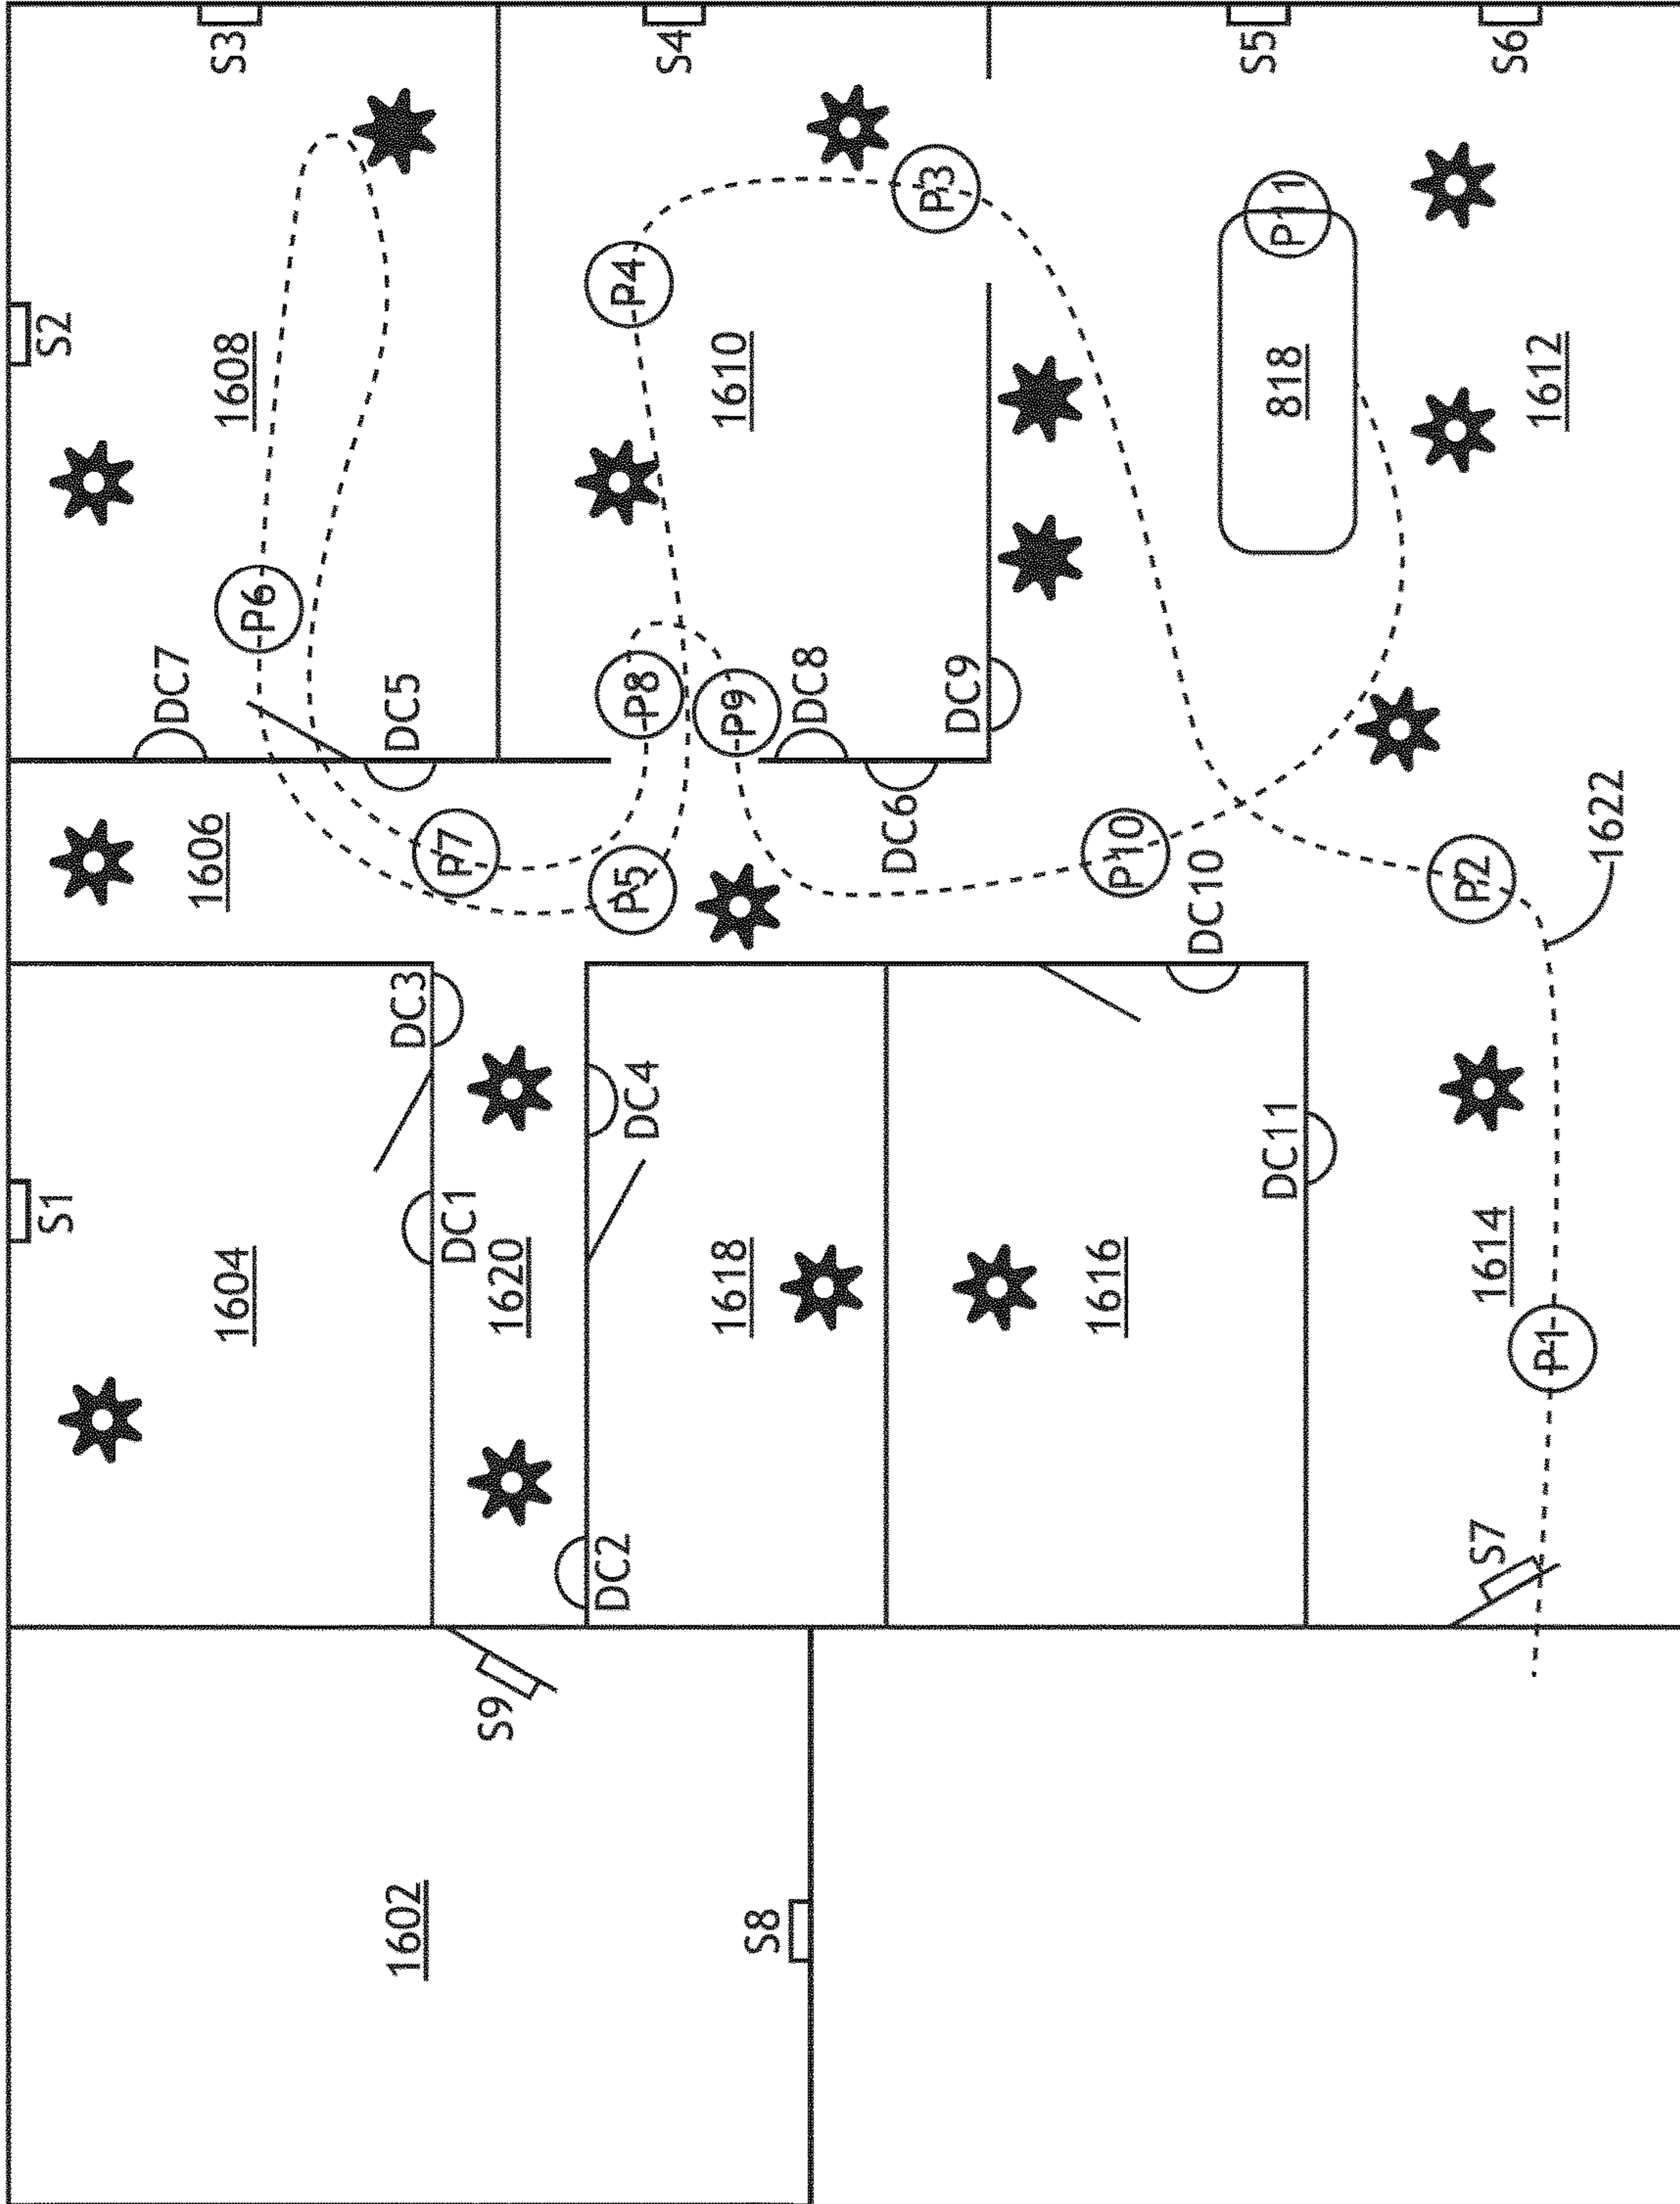 S3
S4
S5
S6
S2
1608
1610
818
1612
P11
P3
P4
P6
P8
P9
DC7
DC5
DC8
DC9
1606
P7
P5
DC6
P10
DC10
P2
1622
DC3
DC4
DC11
S1
1604
DC1
1620
1618
1616
1614
P1
DC2
S7
S9
1602
S8